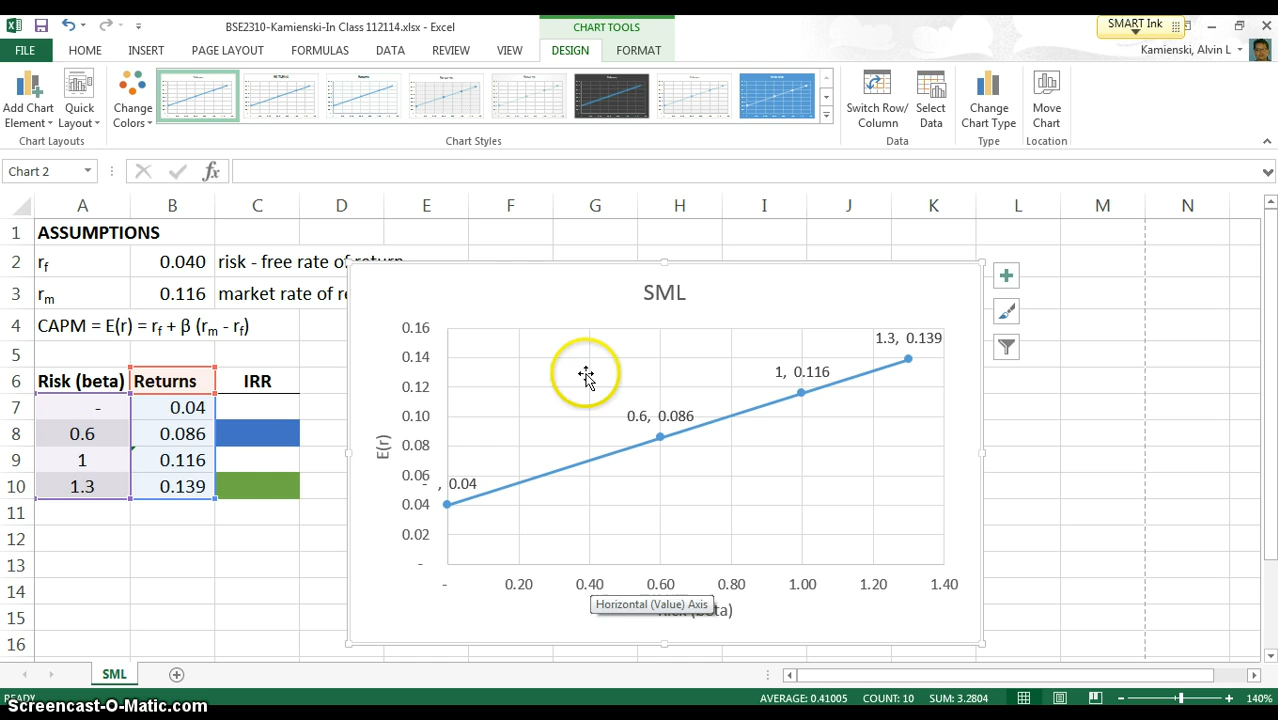 BSE2310-Kamienski-In Class 112114.xlsx - Excel
CHART TOOLS
SMART Ink
FILE HOME INSERT PAGE LAYOUT FORMULAS DATA REVIEW VIEW DESIGN FORMAT
Kamienski, Alvin L
Add Chart Element
Quick Layout
Change Colors
Switch Row/ Column
Select Data
Change Chart Type
Move Chart
Chart Layouts
Chart Styles
Data
Type
Location
Chart 2
fx
A B C D E F G H I J K L M N
1 ASSUMPTIONS
2 rf 0.040 risk - free rate of return
3 rm 0.116 market rate of re
4 CAPM = E(r) = rf + β (rm - rf)
5
6 Risk (beta) Returns IRR
7 - 0.04
8 0.6 0.086
9 1 0.116
10 1.3 0.139
11
12
13
14
15
16
SML
0.16
0.14
0.12
0.10
0.08
0.06
0.04
0.02
-
E(r)
- , 0.04
0.6, 0.086
1, 0.116
1.3, 0.139
- 0.20 0.40 0.60 0.80 1.00 1.20 1.40
Horizontal (Value) Axis
SML
READY
AVERAGE: 0.41005 COUNT: 10 SUM: 3.2804
140%
Screencast-O-Matic.com